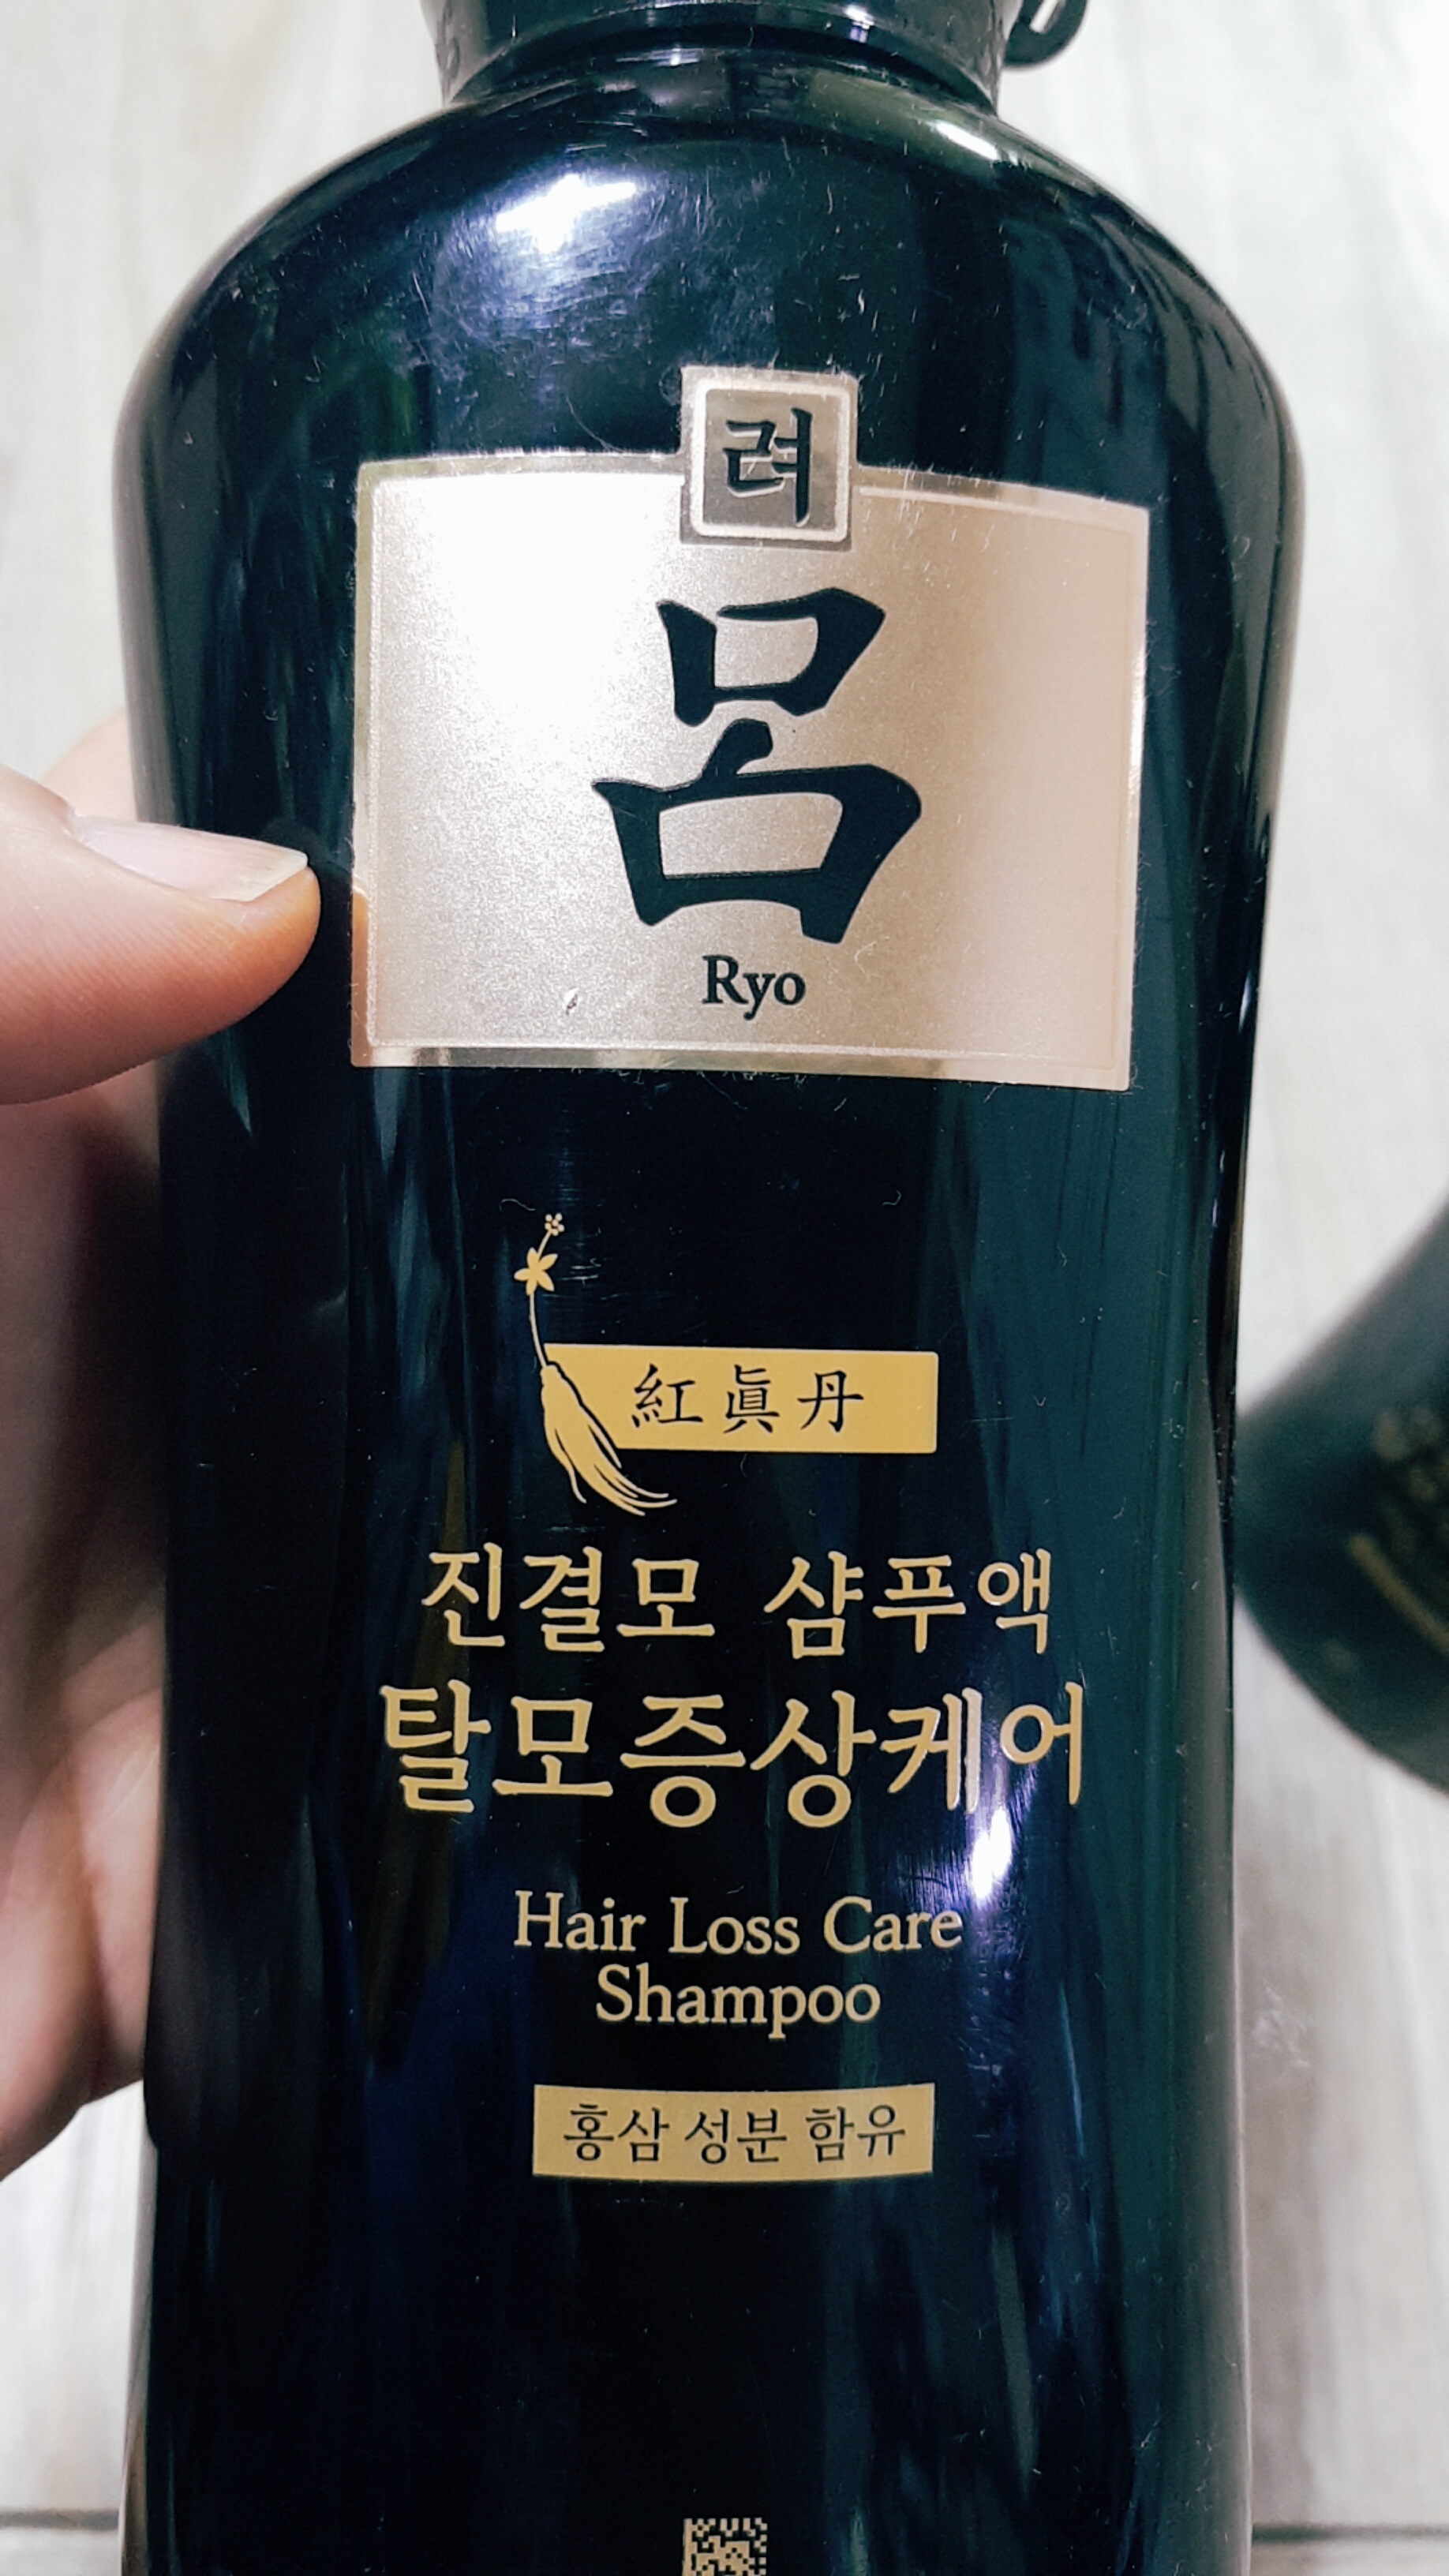 려
呂
Ryo
紅眞丹
진결모 샴푸액
탈모증상케어
Hair Loss Care
Shampoo
홍삼 성분 함유